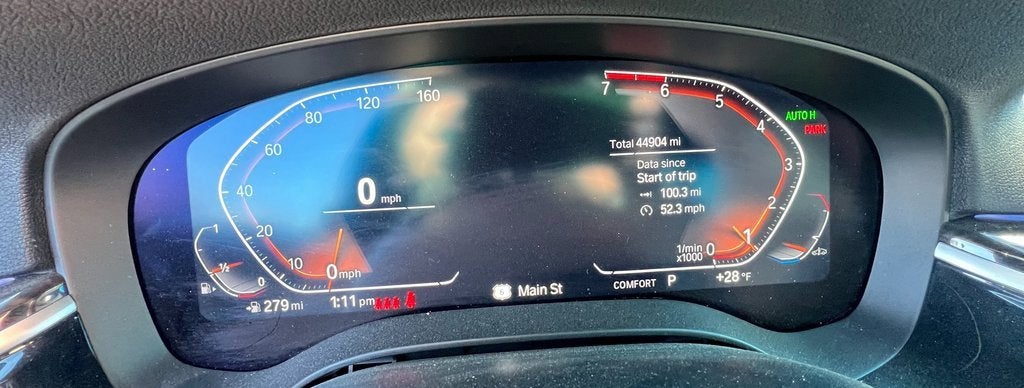 160
120
80
60
40
20
10
0 mph
0 mph
1
1/2
0
279 mi
1:11 pm
Main St
7
6
5
4
3
2
1
0
1/min
x1000
AUTO H
PARK
Total 44904 mi
Data since
Start of trip
100.3 mi
52.3 mph
COMFORT
P
+28 °F